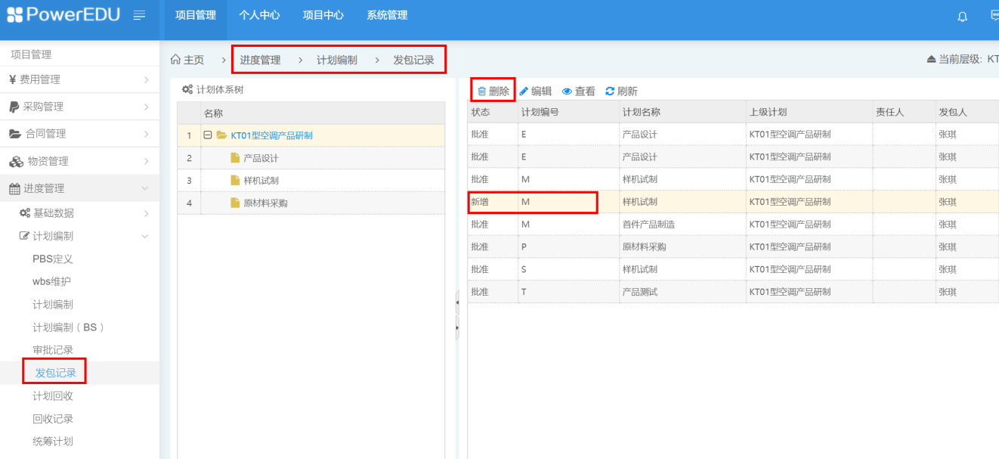 PowerEDU 项目管理 个人中心 项目中心 系统管理
项目管理
¥ 费用管理
采购管理
合同管理
物资管理
进度管理
基础数据
计划编制
PBS定义
wbs维护
计划编制
计划编制（BS）
审批记录
发包记录
计划回收
回收记录
统筹计划
主页 > 进度管理 > 计划编制 > 发包记录 当前层级: KT
计划体系树
名称
1 KT01型空调产品研制
2 产品设计
3 样机试制
4 原材料采购
删除 编辑 查看 刷新
状态 计划编号 计划名称 上级计划 责任人 发包人
批准 E 产品设计 KT01型空调产品研制 张琪
批准 E 产品设计 KT01型空调产品研制 张琪
批准 M 样机试制 KT01型空调产品研制 张琪
新增 M 样机试制 KT01型空调产品研制 张琪
批准 M 首件产品制造 KT01型空调产品研制 张琪
批准 P 原材料采购 KT01型空调产品研制 张琪
批准 S 样机试制 KT01型空调产品研制 张琪
批准 T 产品测试 KT01型空调产品研制 张琪